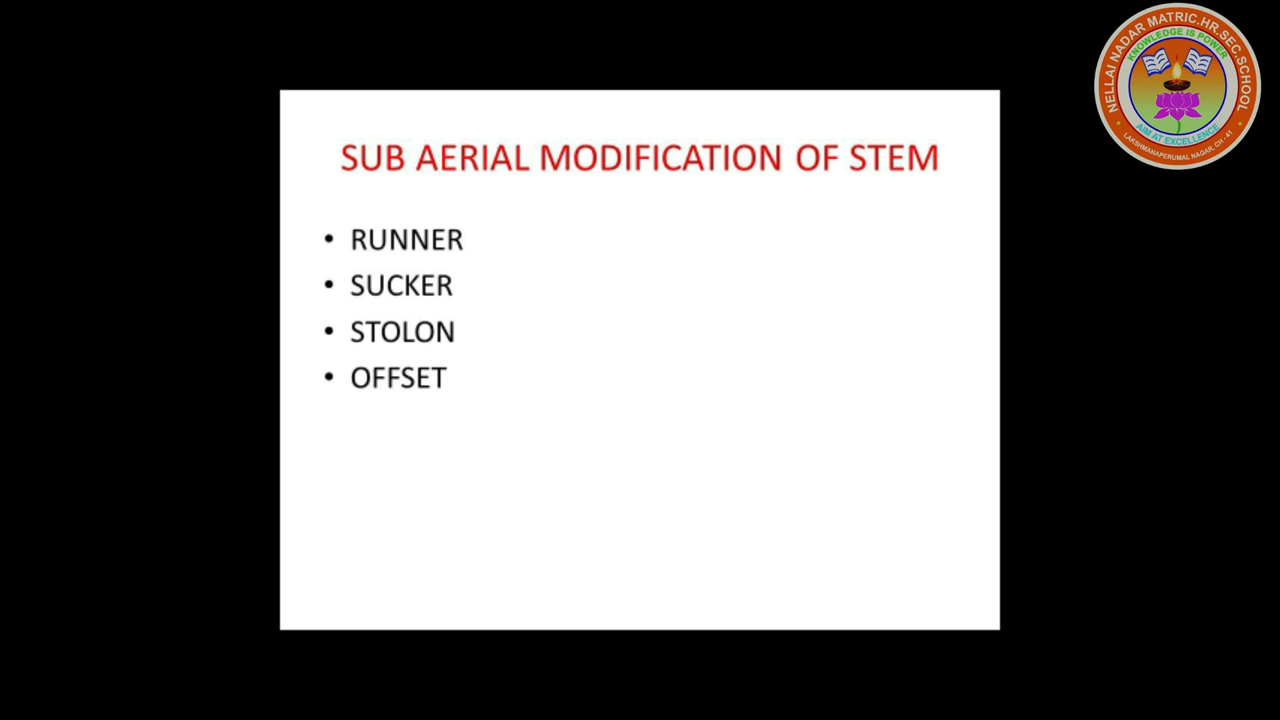 SUB AERIAL MODIFICATION OF STEM
• RUNNER
• SUCKER
• STOLON
• OFFSET
NELLAI NADAR MATRIC.HR.SEC.SCHOOL
KNOWLEDGE IS POWER
AIM AT EXCELLENCE
LAKSHMANAPERUMAL NAGAR, CH - 41